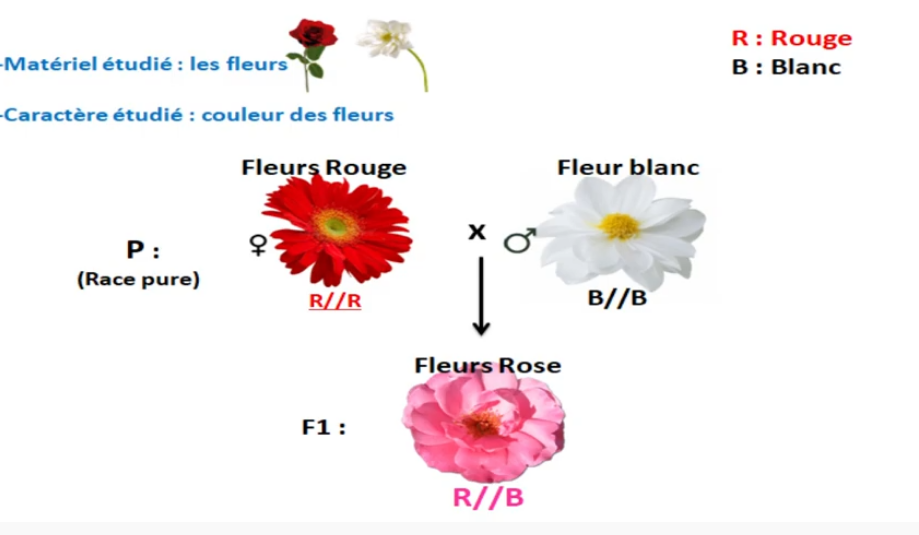 R : Rouge
-Matériel étudié : les fleurs
B : Blanc
-Caractère étudié : couleur des fleurs
Fleurs Rouge
Fleur blanc
X
P :
(Race pure)
R//R
B//B
Fleurs Rose
F1 :
R//B